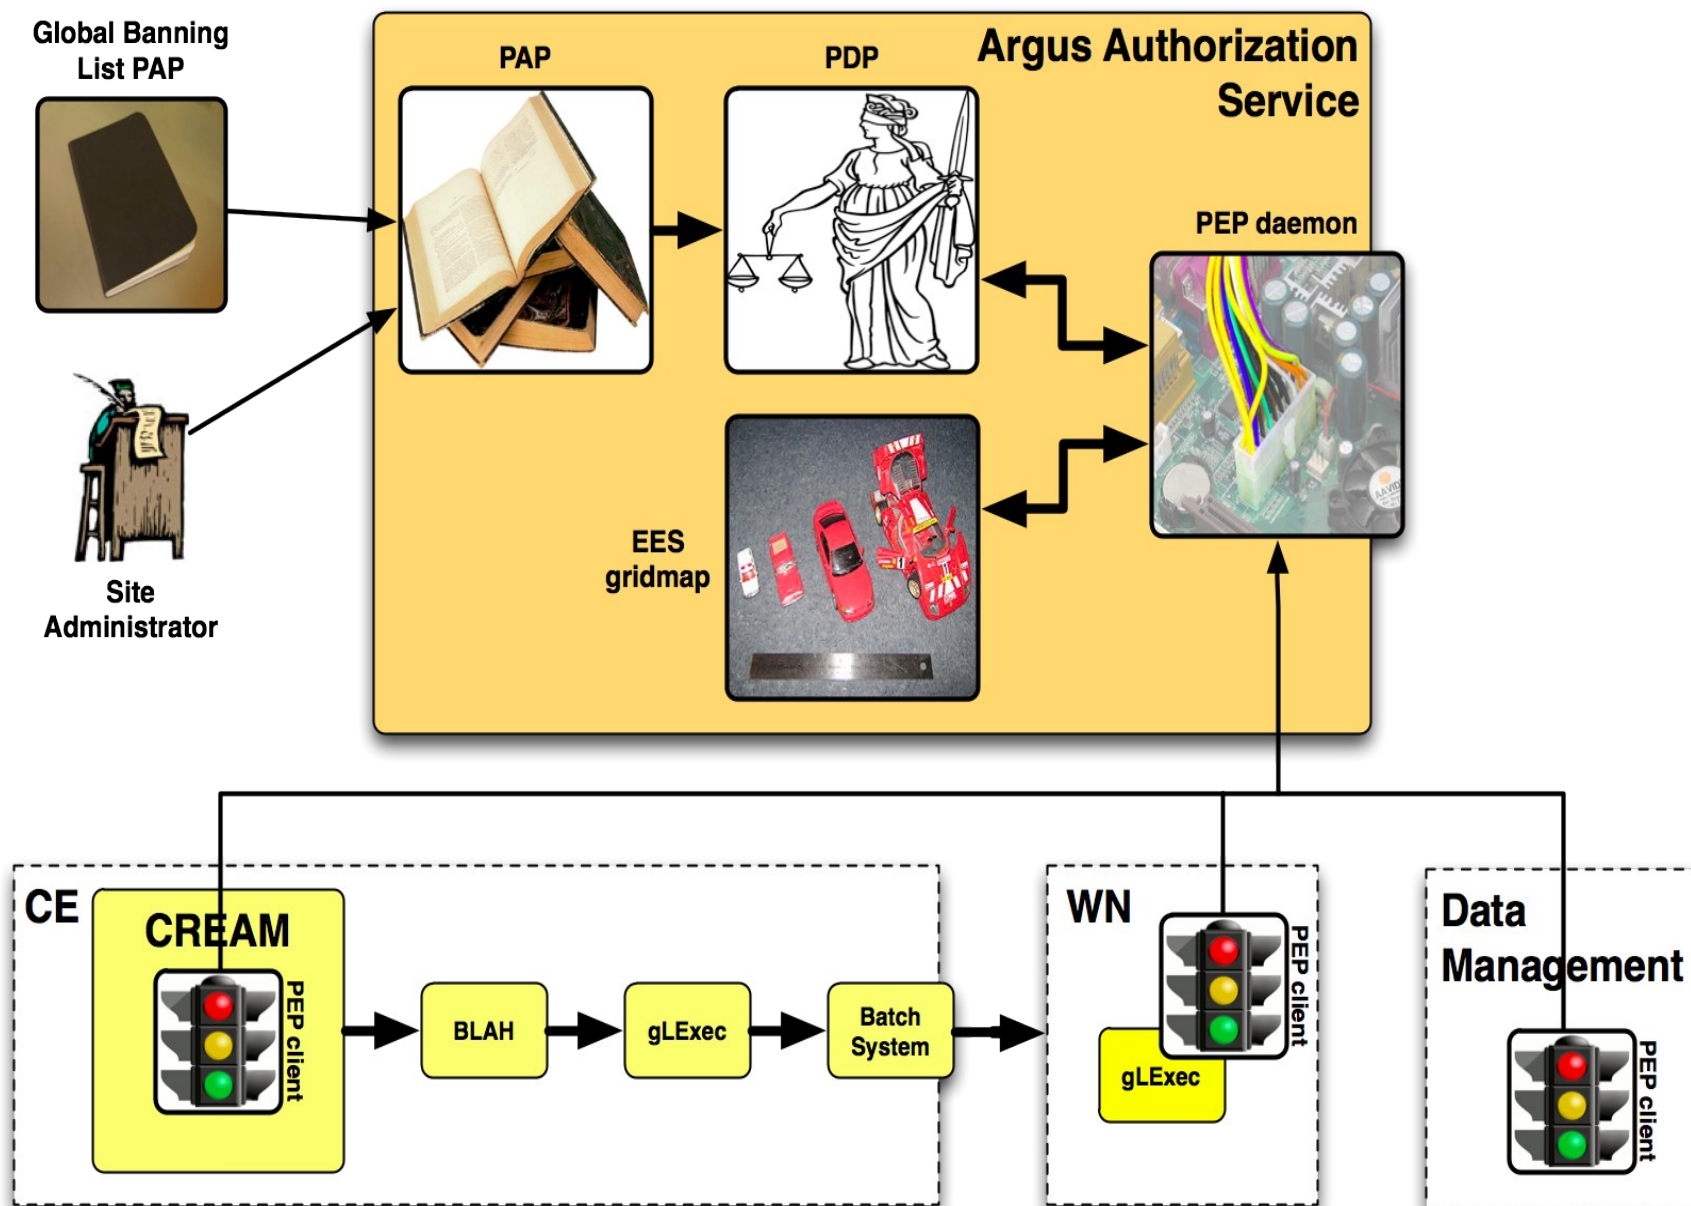 Global Banning
List PAP
PAP
PDP
Argus Authorization
Service
PEP daemon
EES
gridmap
Site
Administrator
CE
CREAM
PEP client
BLAH
gLExec
Batch
System
WN
PEP client
gLExec
Data
Management
PEP client